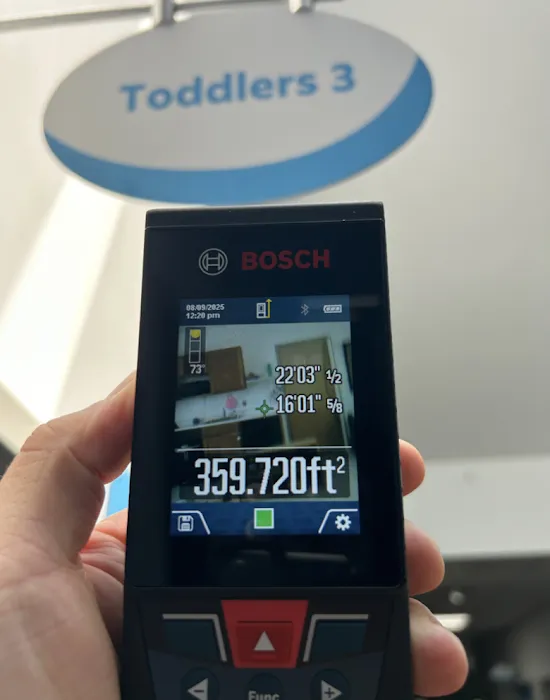 Toddlers 3
BOSCH
08/09/2025
12:20 pm
73°
22'03" 1/2
16'01" 5/8
359.720ft²
Func